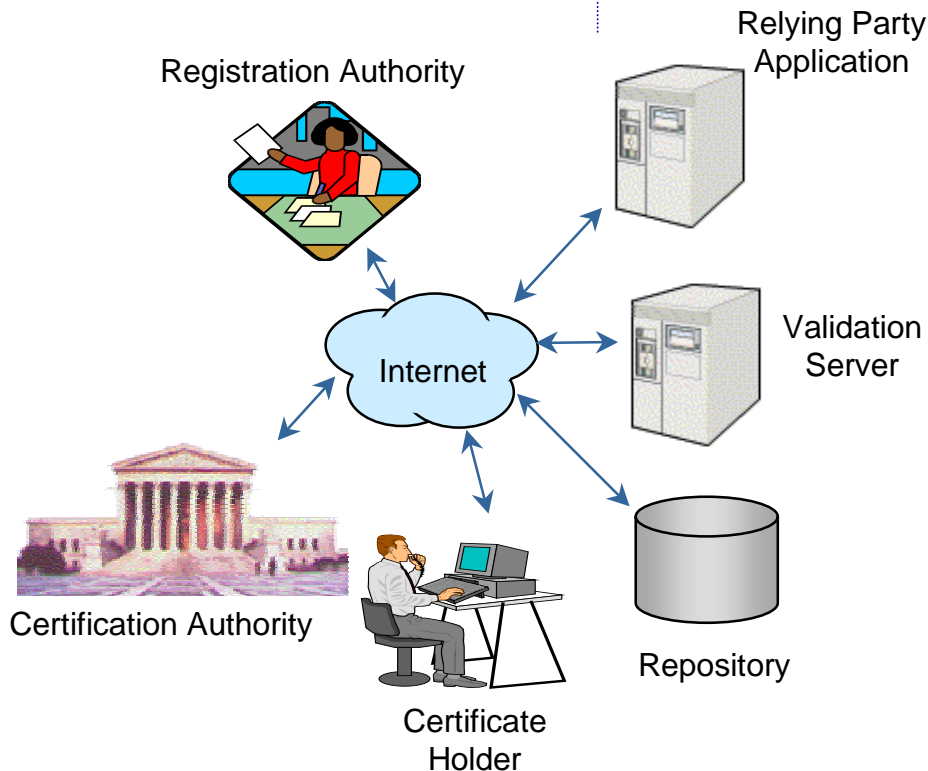 Relying Party
Application
Registration Authority
Validation
Server
Internet
Certification Authority
Repository
Certificate
Holder